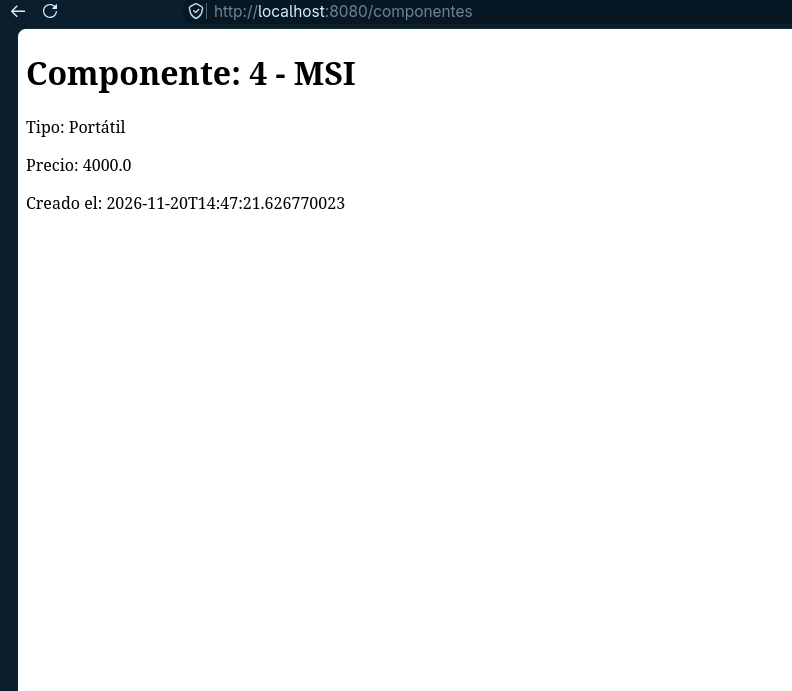 http://localhost:8080/componentes
Componente: 4 - MSI
Tipo: Portátil
Precio: 4000.0
Creado el: 2026-11-20T14:47:21.626770023